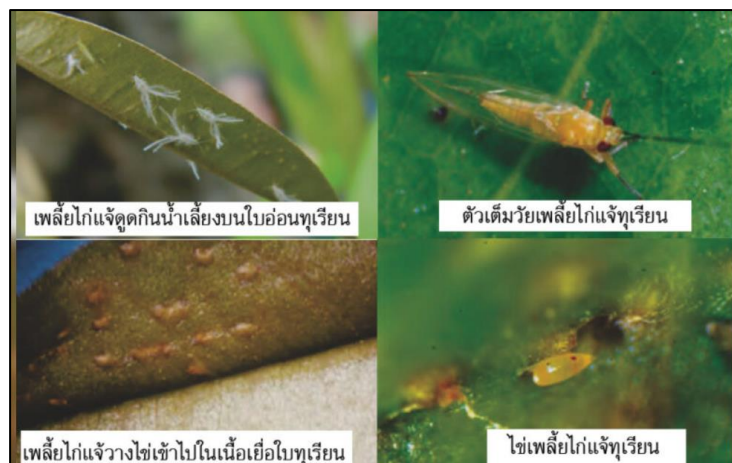 เพลี้ยไก่แจ้ดูดกินน้ำเลี้ยงบนใบอ่อนทุเรียน
ตัวเต็มวัยเพลี้ยไก่แจ้ทุเรียน
เพลี้ยไก่แจ้วางไข่เข้าไปในเนื้อเยื่อใบทุเรียน
ไข่เพลี้ยไก่แจ้ทุเรียน